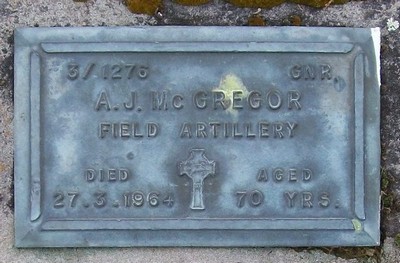 3/1276 GNR.
A.J. McGREGOR
FIELD ARTILLERY
DIED AGED
27.3.1964 70 YRS.